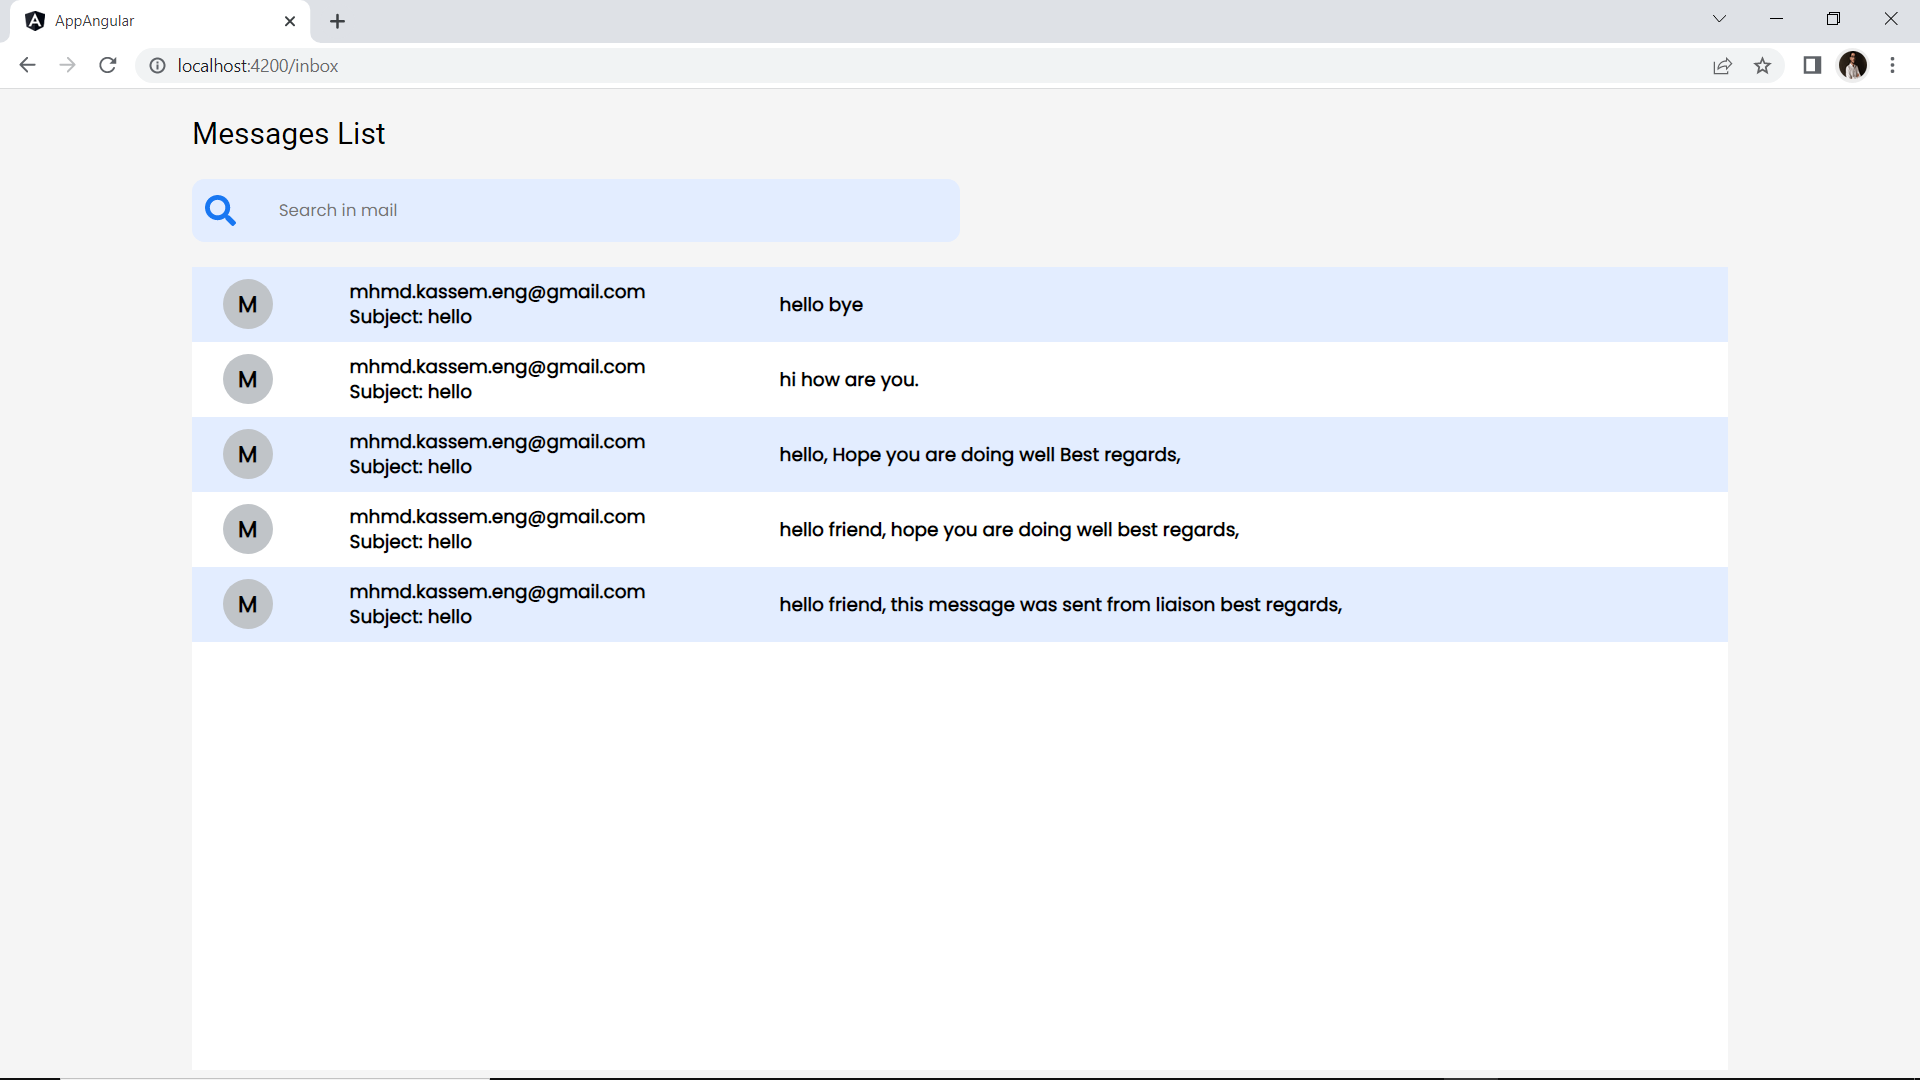 AppAngular
localhost:4200/inbox
Messages List
Search in mail
M
mhmd.kassem.eng@gmail.com
Subject: hello
hello bye
M
mhmd.kassem.eng@gmail.com
Subject: hello
hi how are you.
M
mhmd.kassem.eng@gmail.com
Subject: hello
hello, Hope you are doing well Best regards,
M
mhmd.kassem.eng@gmail.com
Subject: hello
hello friend, hope you are doing well best regards,
M
mhmd.kassem.eng@gmail.com
Subject: hello
hello friend, this message was sent from liaison best regards,